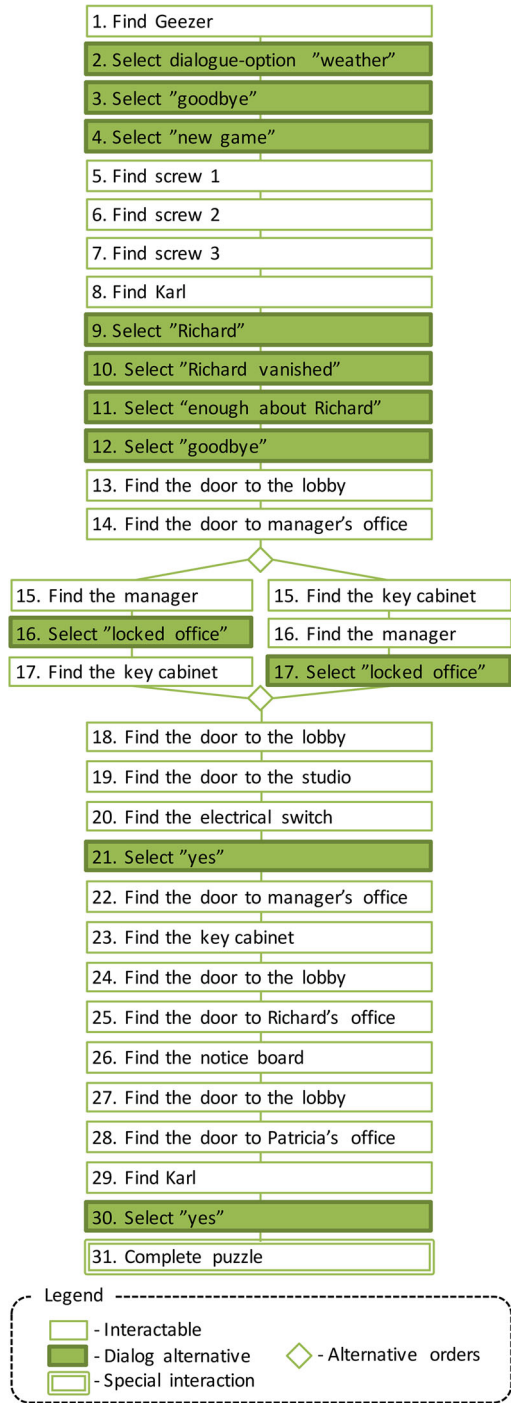 1. Find Geezer
2. Select dialogue-option ”weather”
3. Select ”goodbye”
4. Select ”new game”
5. Find screw 1
6. Find screw 2
7. Find screw 3
8. Find Karl
9. Select ”Richard”
10. Select ”Richard vanished”
11. Select “enough about Richard”
12. Select ”goodbye”
13. Find the door to the lobby
14. Find the door to manager’s office
15. Find the manager
16. Select ”locked office”
17. Find the key cabinet
15. Find the key cabinet
16. Find the manager
17. Select ”locked office”
18. Find the door to the lobby
19. Find the door to the studio
20. Find the electrical switch
21. Select ”yes”
22. Find the door to manager’s office
23. Find the key cabinet
24. Find the door to the lobby
25. Find the door to Richard’s office
26. Find the notice board
27. Find the door to the lobby
28. Find the door to Patricia’s office
29. Find Karl
30. Select ”yes”
31. Complete puzzle
Legend
- Interactable
- Dialog alternative
- Special interaction
- Alternative orders